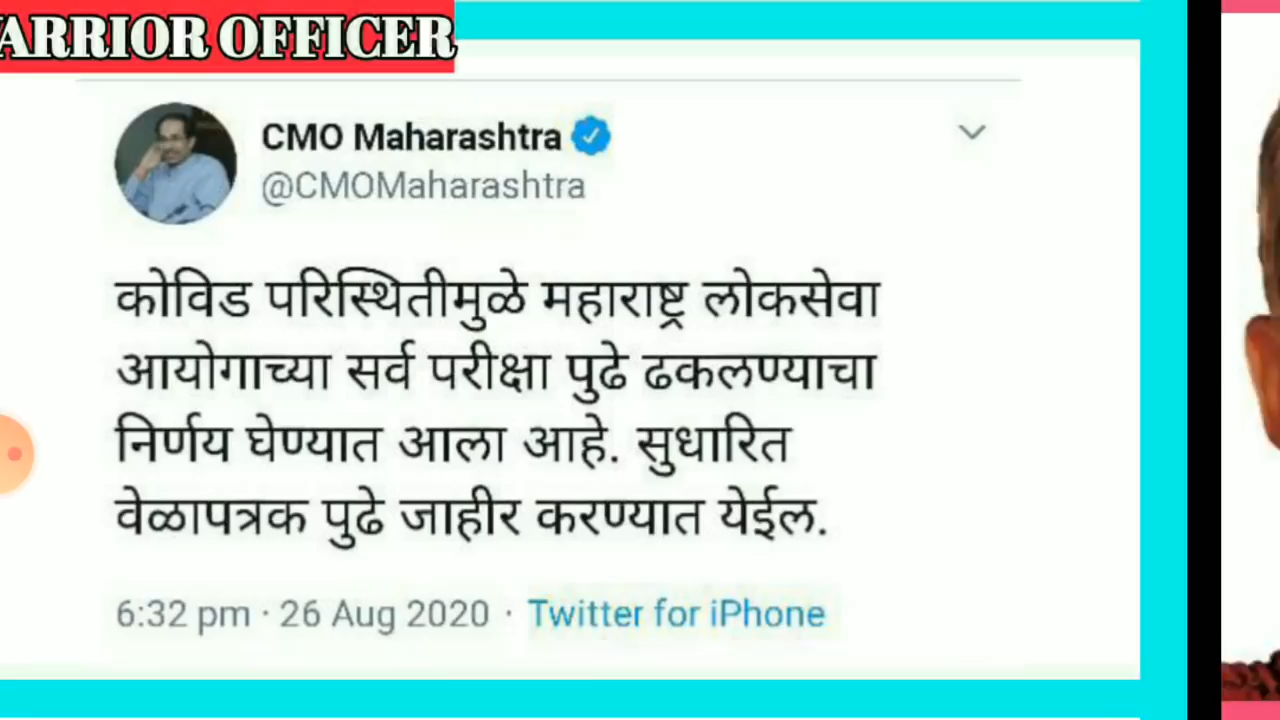 ARRIOR OFFICER
CMO Maharashtra
@CMOMaharashtra
कोविड परिस्थितीमुळे महाराष्ट्र लोकसेवा
आयोगाच्या सर्व परीक्षा पुढे ढकलण्याचा
निर्णय घेण्यात आला आहे. सुधारित
वेळापत्रक पुढे जाहीर करण्यात येईल.
6:32 pm · 26 Aug 2020 · Twitter for iPhone